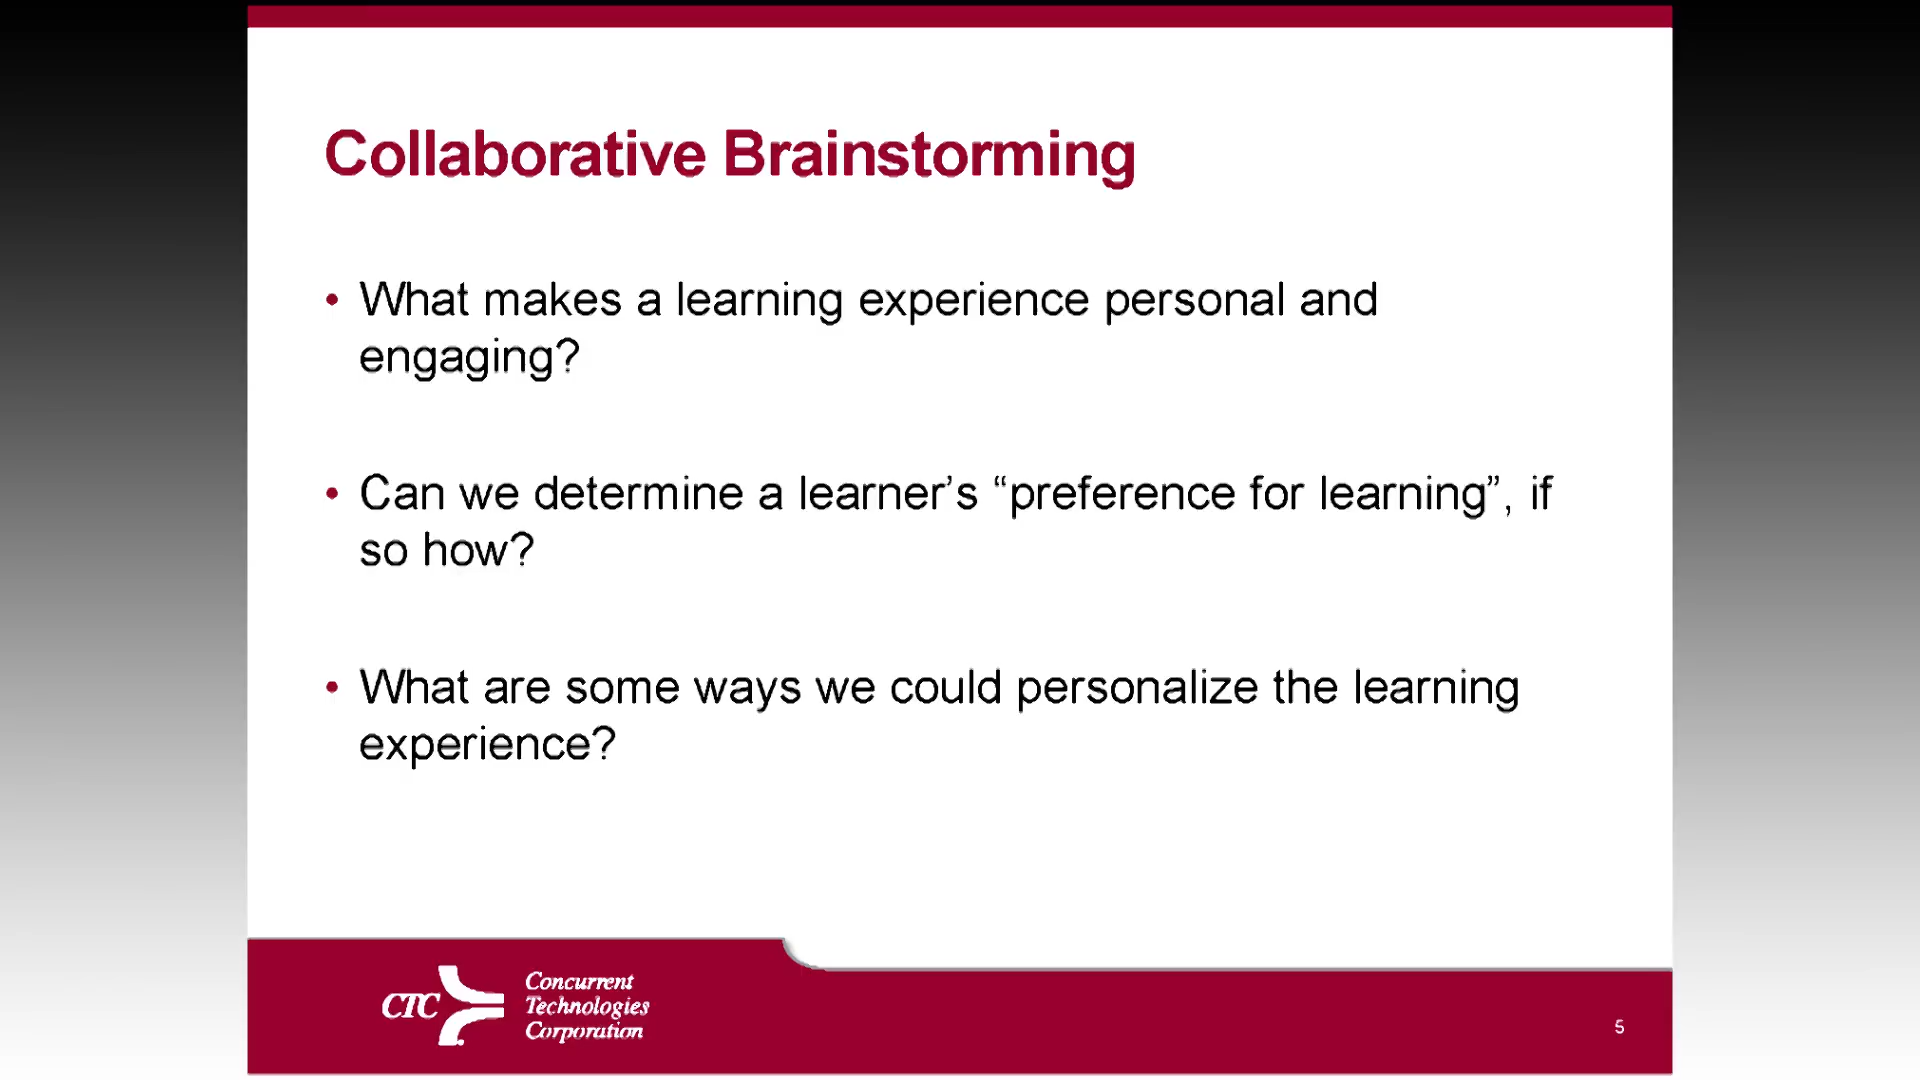 Collaborative Brainstorming
• What makes a learning experience personal and
engaging?
• Can we determine a learner’s “preference for learning”, if
so how?
• What are some ways we could personalize the learning
experience?
CTC
Concurrent
Technologies
Corporation
5